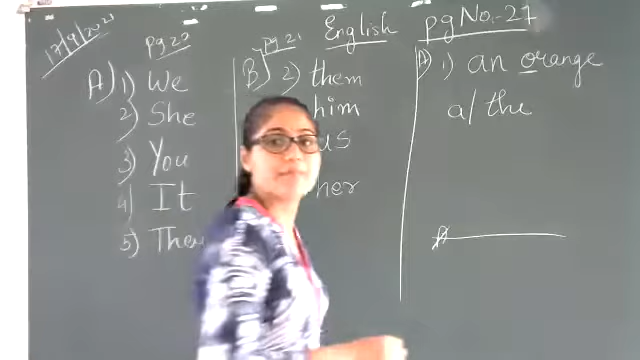 17/9/2021
English
pg 22
A) 1) We
2) She
3) You
4) It
5) They
pg 21
B) 2) them
him
us
her
pg No:- 27
A) 1) an orange
a/ the